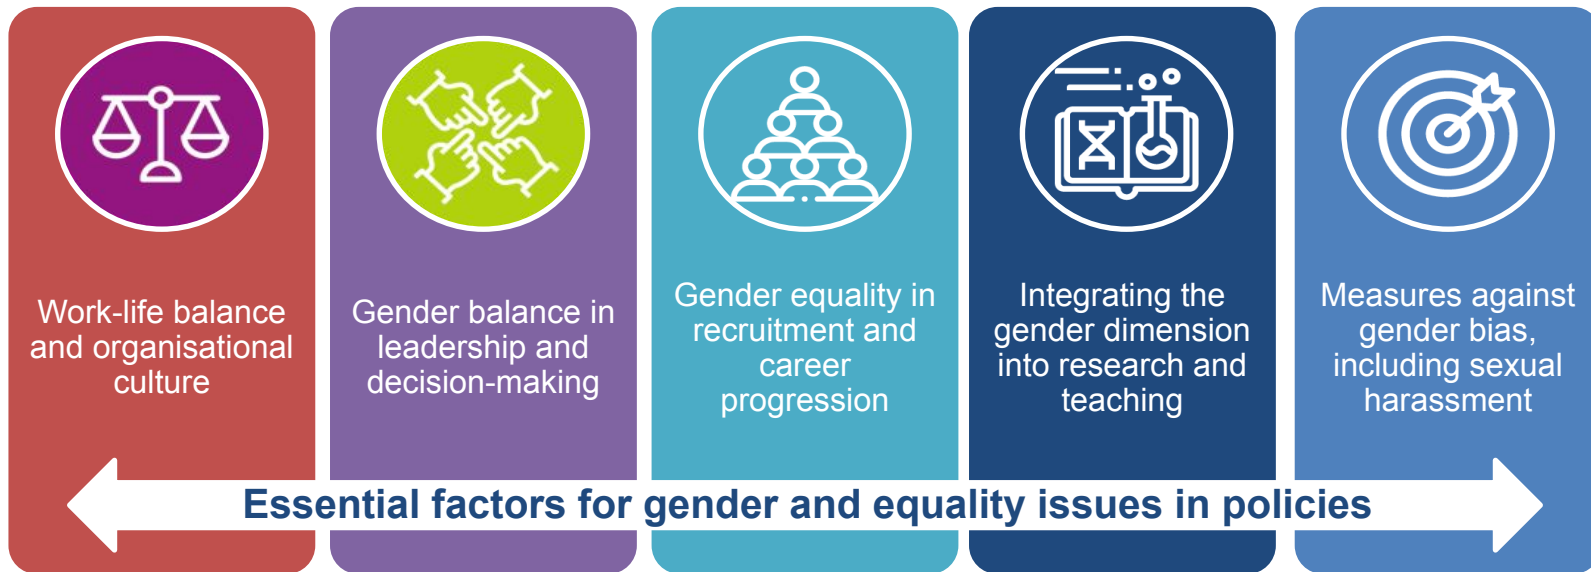 Work-life balance
and organisational
culture
Gender balance in
leadership and
decision-making
Gender equality in
recruitment and
career
progression
Integrating the
gender dimension
into research and
teaching
Measures against
gender bias,
including sexual
harassment
Essential factors for gender and equality issues in policies